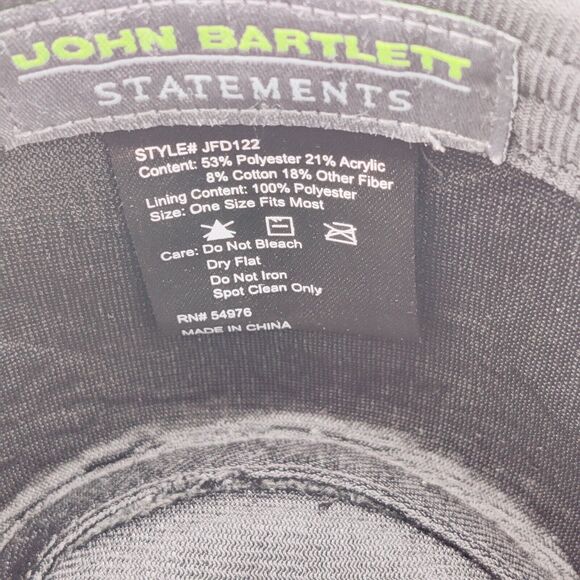 JOHN BARTLETT
STATEMENTS
STYLE# JFD122
Content: 53% Polyester 21% Acrylic
8% Cotton 18% Other Fiber
Lining Content: 100% Polyester
Size: One Size Fits Most
Care: Do Not Bleach
Dry Flat
Do Not Iron
Spot Clean Only
RN# 54976
MADE IN CHINA